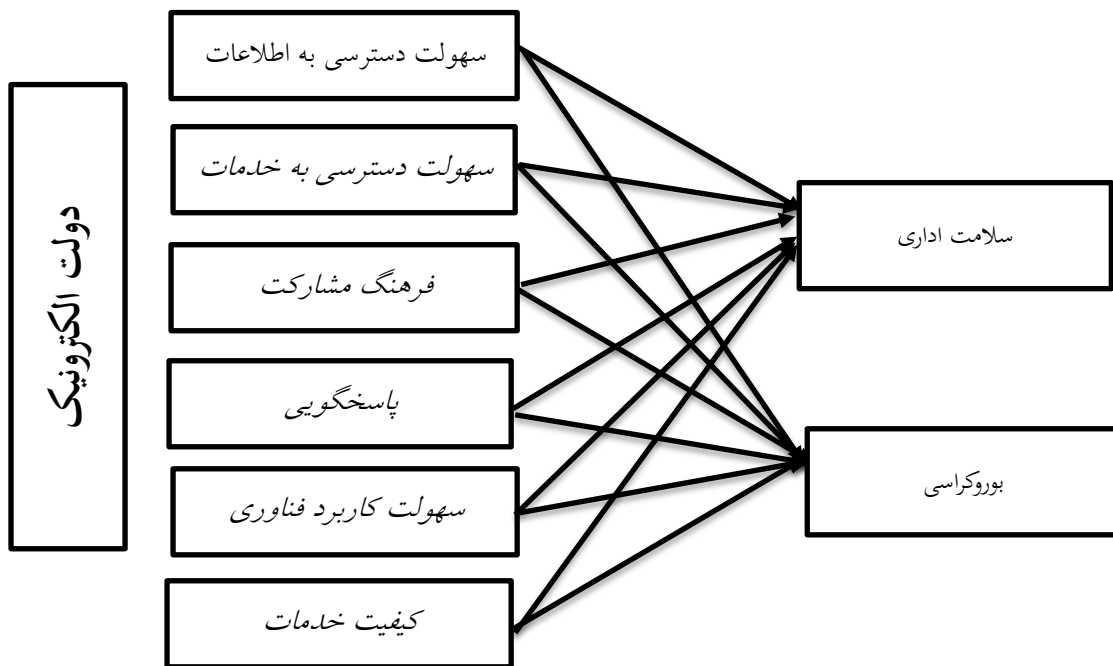 دولت الکترونیک
سهولت دسترسی به اطلاعات
سهولت دسترسی به خدمات
فرهنگ مشارکت
پاسخگویی
سهولت کاربرد فناوری
کیفیت خدمات
سلامت اداری
بوروکراسی